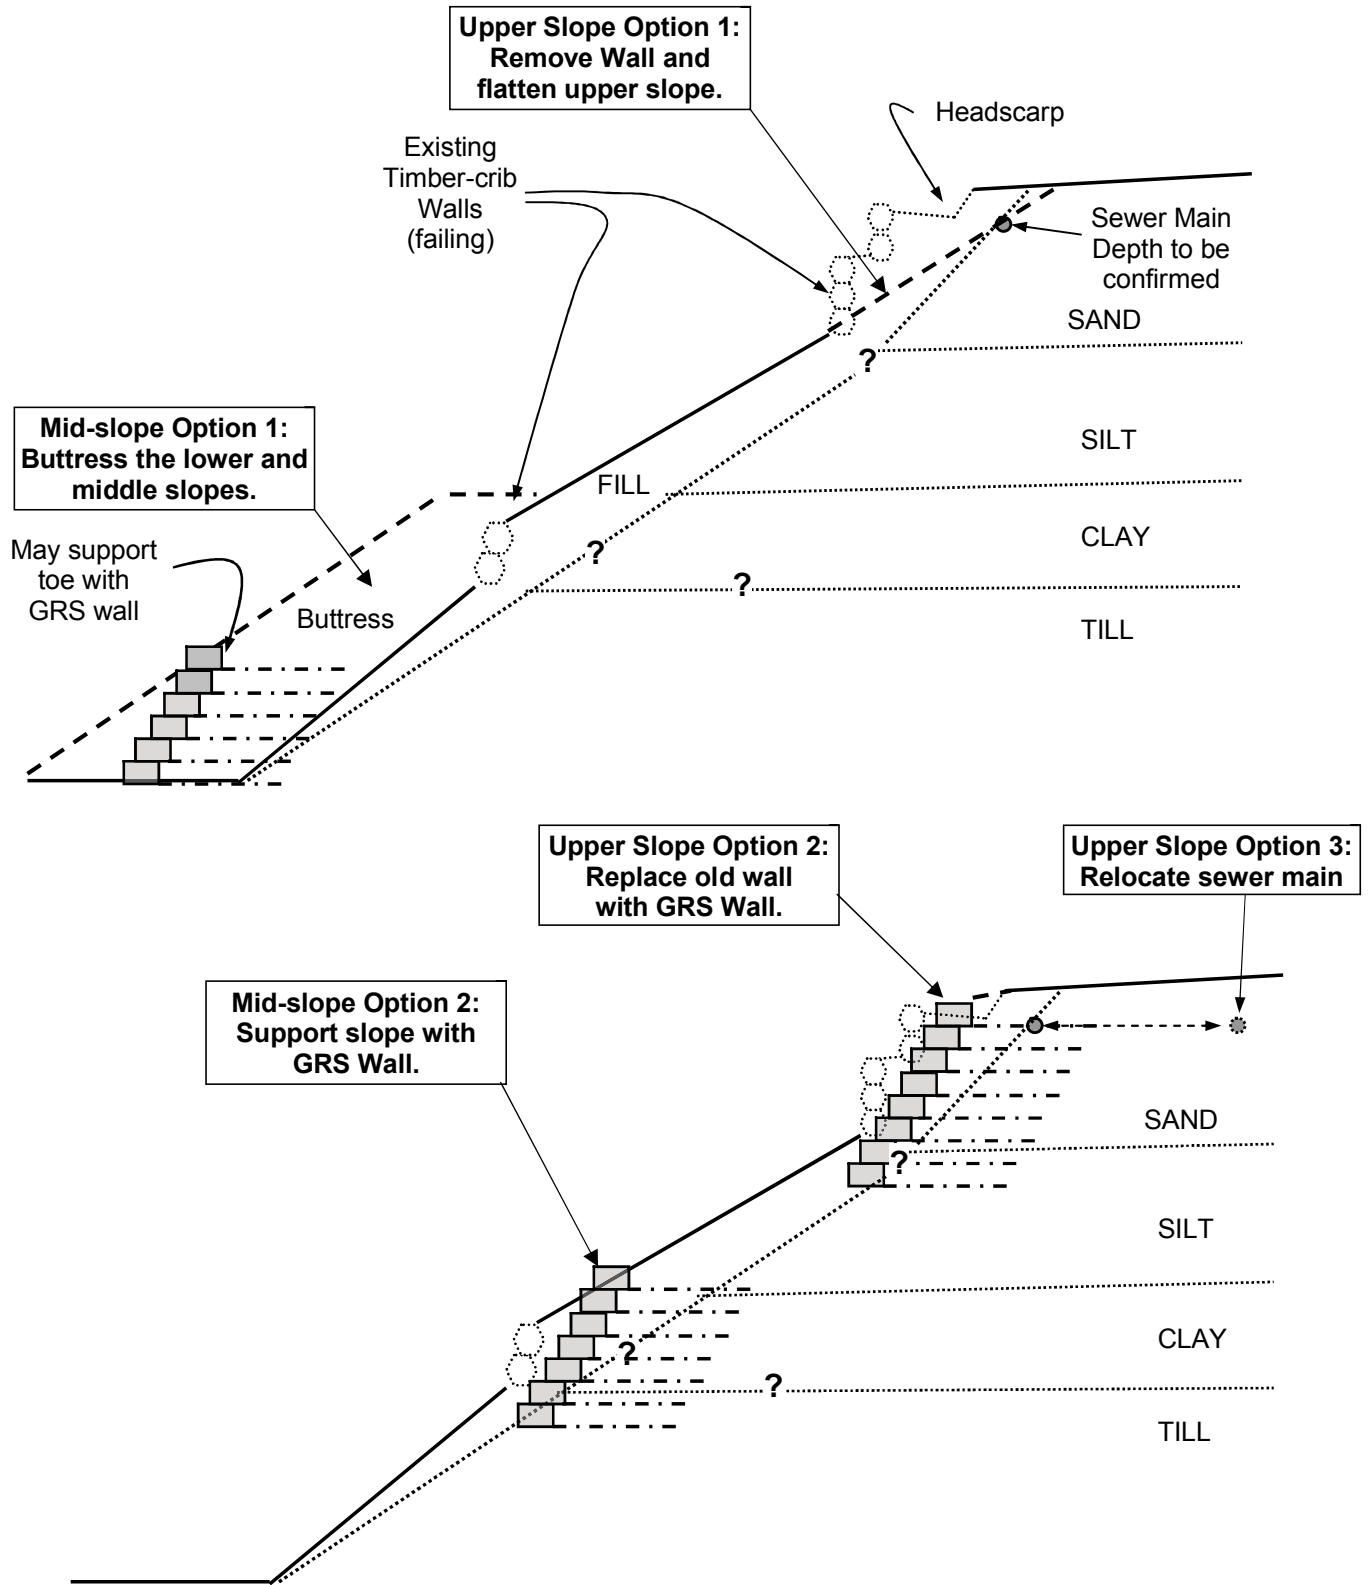 Upper Slope Option 1:
Remove Wall and
flatten upper slope.
Headscarp
Existing
Timber-crib
Walls
(failing)
Sewer Main
Depth to be
confirmed
SAND
?
Mid-slope Option 1:
Buttress the lower and
middle slopes.
SILT
FILL
CLAY
May support
toe with
GRS wall
?
?
Buttress
TILL
Upper Slope Option 2:
Replace old wall
with GRS Wall.
Upper Slope Option 3:
Relocate sewer main
Mid-slope Option 2:
Support slope with
GRS Wall.
SAND
?
SILT
CLAY
?
?
TILL